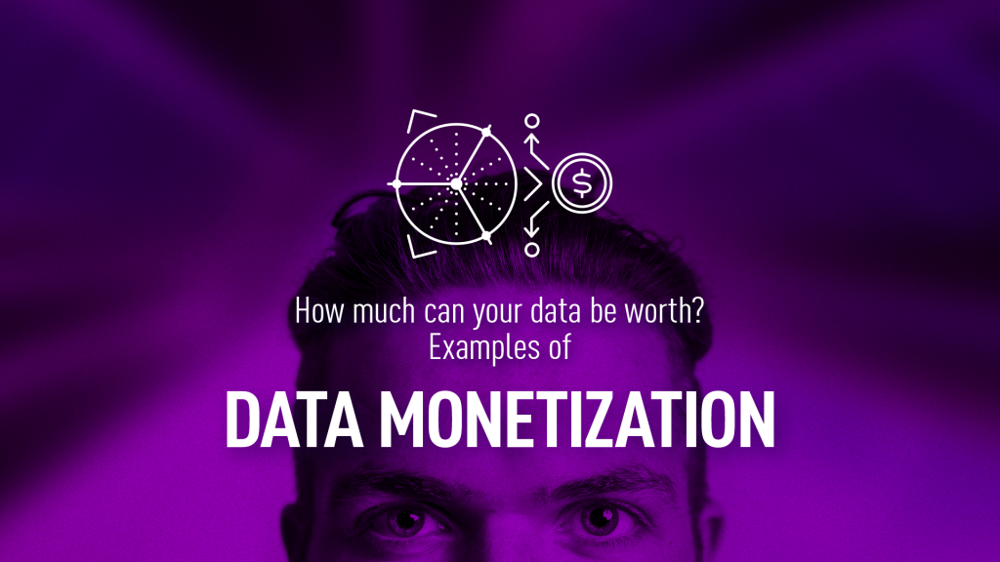 $
How much can your data be worth?
Examples of
DATA MONETIZATION